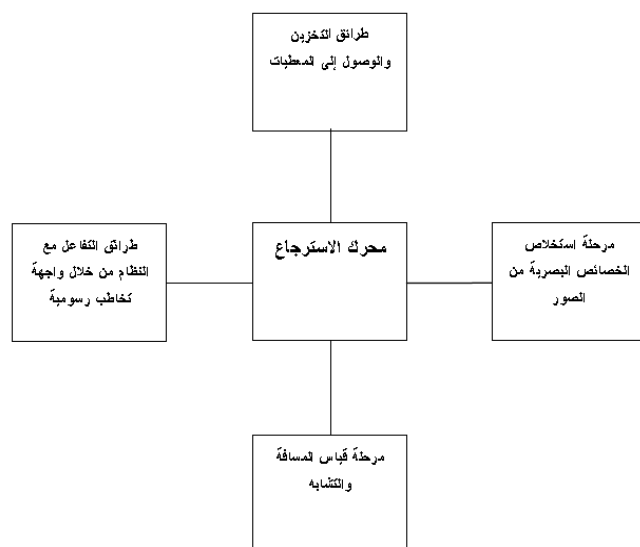 طرائق التخزين
والوصول إلى المعطيات
محرك الاسترجاع
مرحلة استخلاص
الخصائص البصرية من
الصور
طرائق التفاعل مع
النظام من خلال واجهة
تخاطب رسومية
مرحلة قياس المسافة
والتشابه